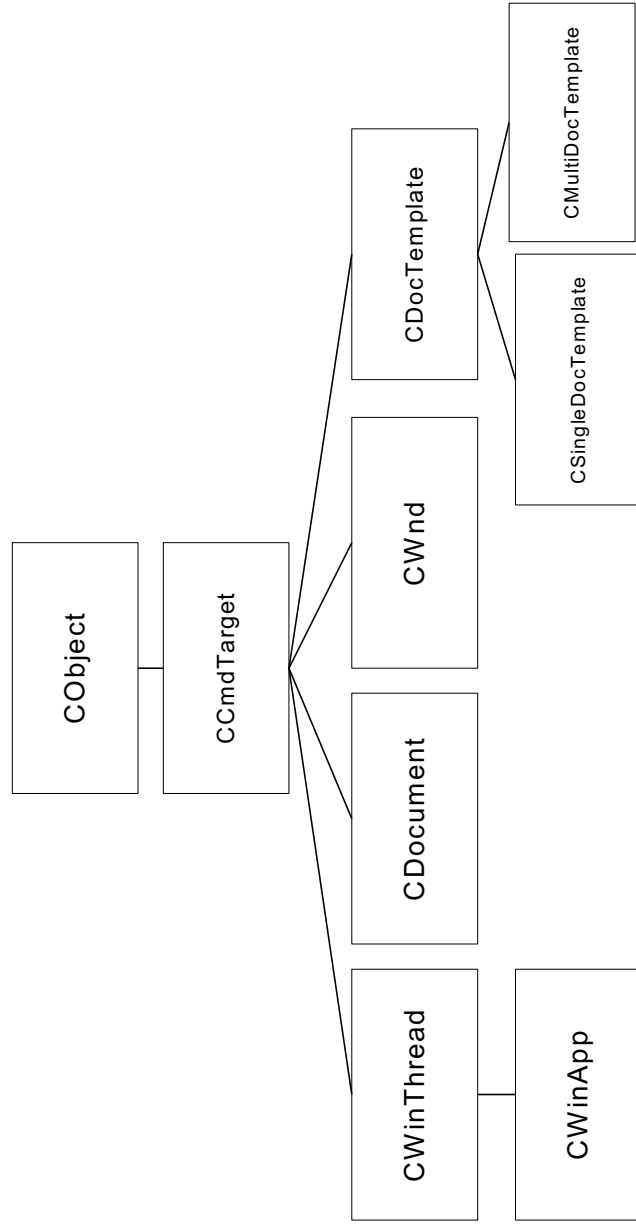 CObject
CCmdTarget
CWinThread
CDocument
CWnd
CDocTemplate
CWinApp
CSingleDocTemplate
CMultiDocTemplate